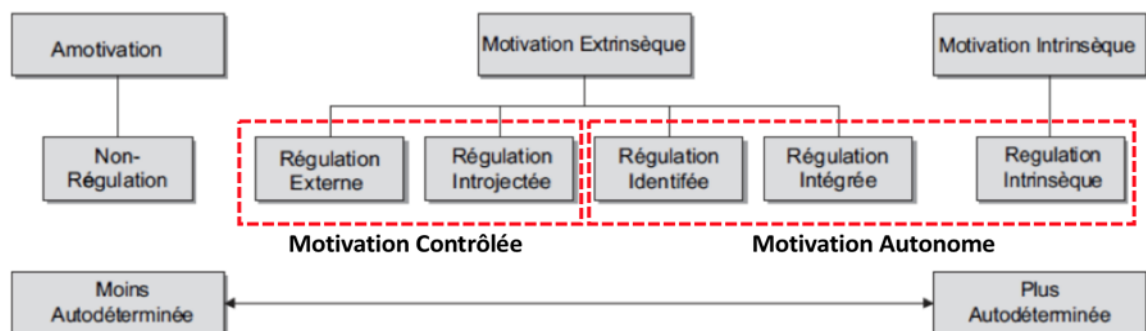 Amotivation
Motivation Extrinsèque
Motivation Intrinsèque
Non-
Régulation
Régulation
Externe
Régulation
Introjectée
Régulation
Identifée
Régulation
Intégrée
Regulation
Intrinsèque
Motivation Contrôlée
Motivation Autonome
Moins
Autodéterminée
Plus
Autodéterminée